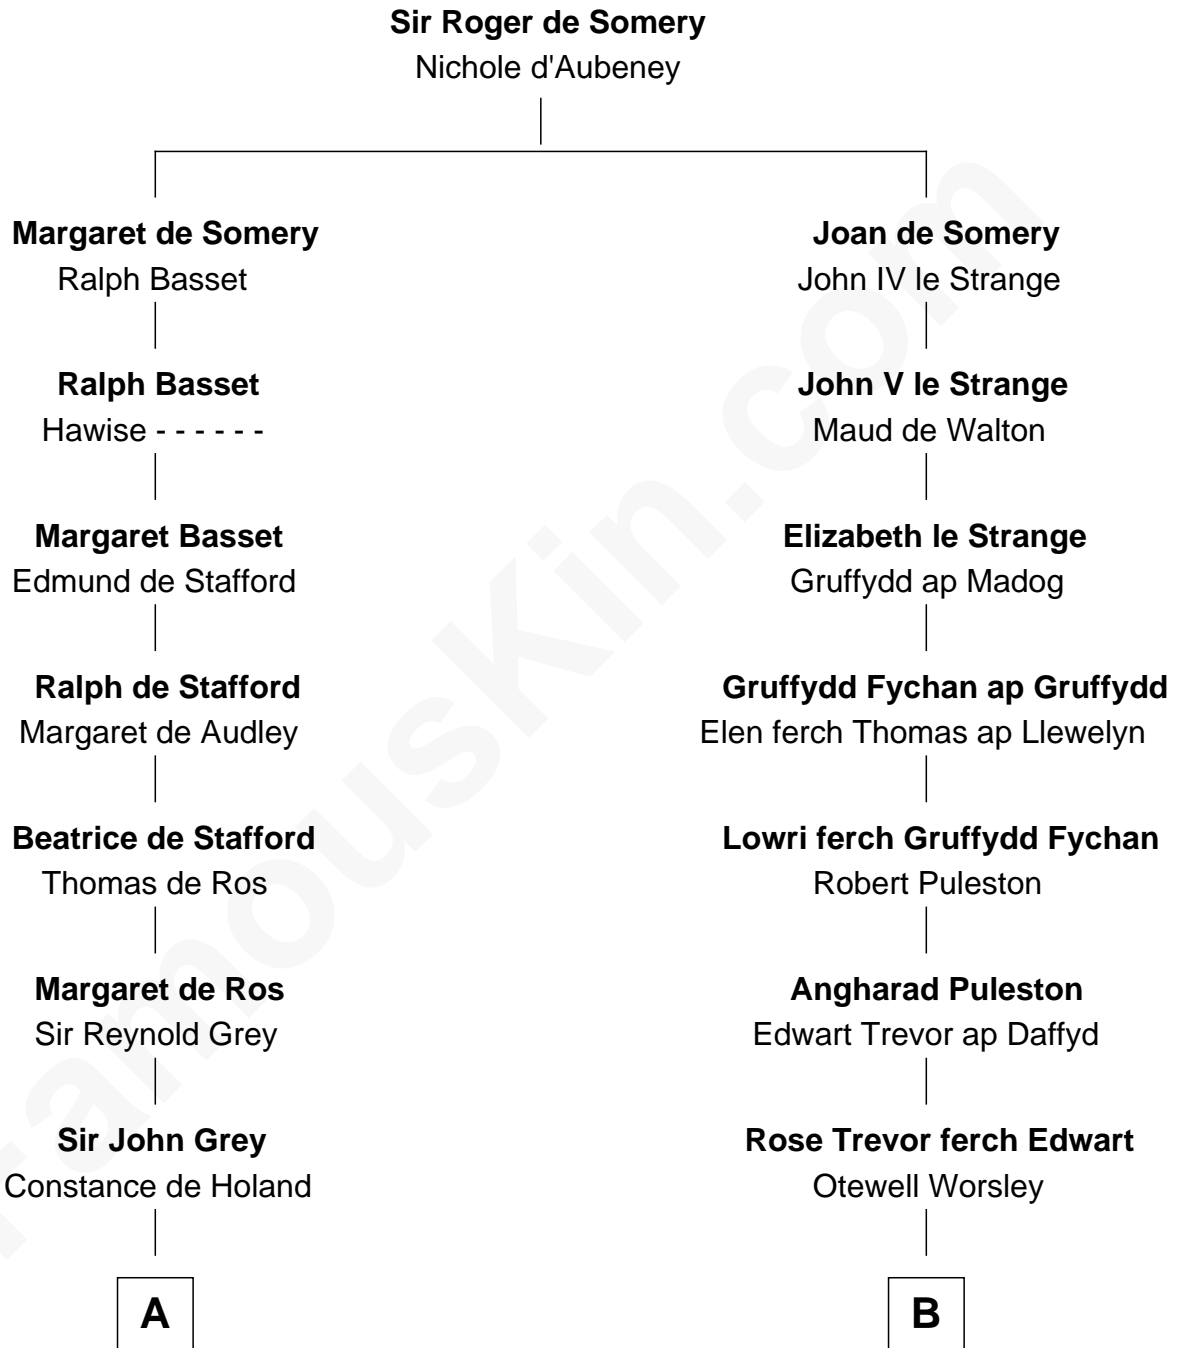 Sir Roger de Somery
Nichole d'Aubeney
Margaret de Somery
Ralph Basset
Joan de Somery
John IV le Strange
Ralph Basset
Hawise - - - - - -
John V le Strange
Maud de Walton
Margaret Basset
Edmund de Stafford
Elizabeth le Strange
Gruffydd ap Madog
Ralph de Stafford
Margaret de Audley
Gruffydd Fychan ap Gruffydd
Elen ferch Thomas ap Llewelyn
Beatrice de Stafford
Thomas de Ros
Lowri ferch Gruffydd Fychan
Robert Puleston
Margaret de Ros
Sir Reynold Grey
Angharad Puleston
Edwart Trevor ap Daffyd
Sir John Grey
Constance de Holand
Rose Trevor ferch Edwart
Otewell Worsley
A
B
FamousKin.com